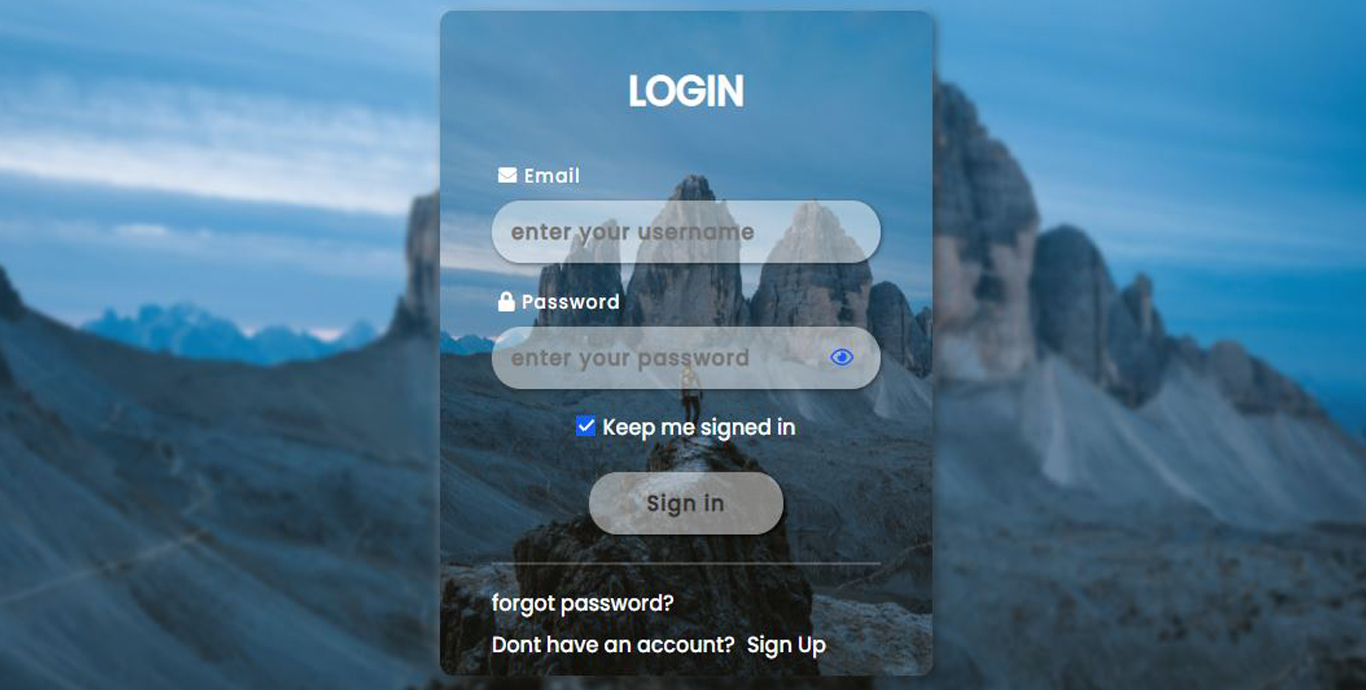 LOGIN
Email
enter your username
Password
enter your password
Keep me signed in
Sign in
forgot password?
Dont have an account? Sign Up